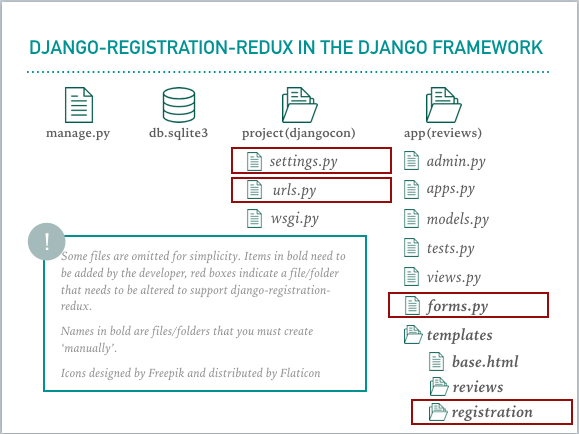 DJANGO-REGISTRATION-REDUX IN THE DJANGO FRAMEWORK
manage.py
db.sqlite3
project(djangocon)
app(reviews)
settings.py
urls.py
wsgi.py
admin.py
apps.py
models.py
tests.py
views.py
forms.py
templates
base.html
reviews
registration
!
Some files are omitted for simplicity. Items in bold need to
be added by the developer, red boxes indicate a file/folder
that needs to be altered to support django-registration-
redux.
Names in bold are files/folders that you must create
'manually'.
Icons designed by Freepik and distributed by Flaticon